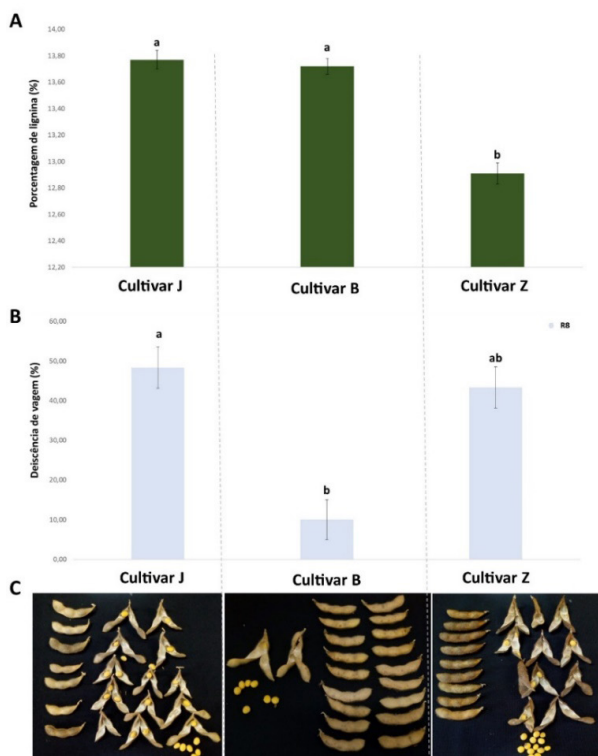 A
Porcentagem de lignina (%)
14,00
13,80
13,60
13,40
13,20
13,00
12,80
12,60
12,40
12,20
a
a
b
Cultivar J
Cultivar B
Cultivar Z
B
Deiscência de vagem (%)
60,00
50,00
40,00
30,00
20,00
10,00
0,00
a
b
ab
R8
Cultivar J
Cultivar B
Cultivar Z
C